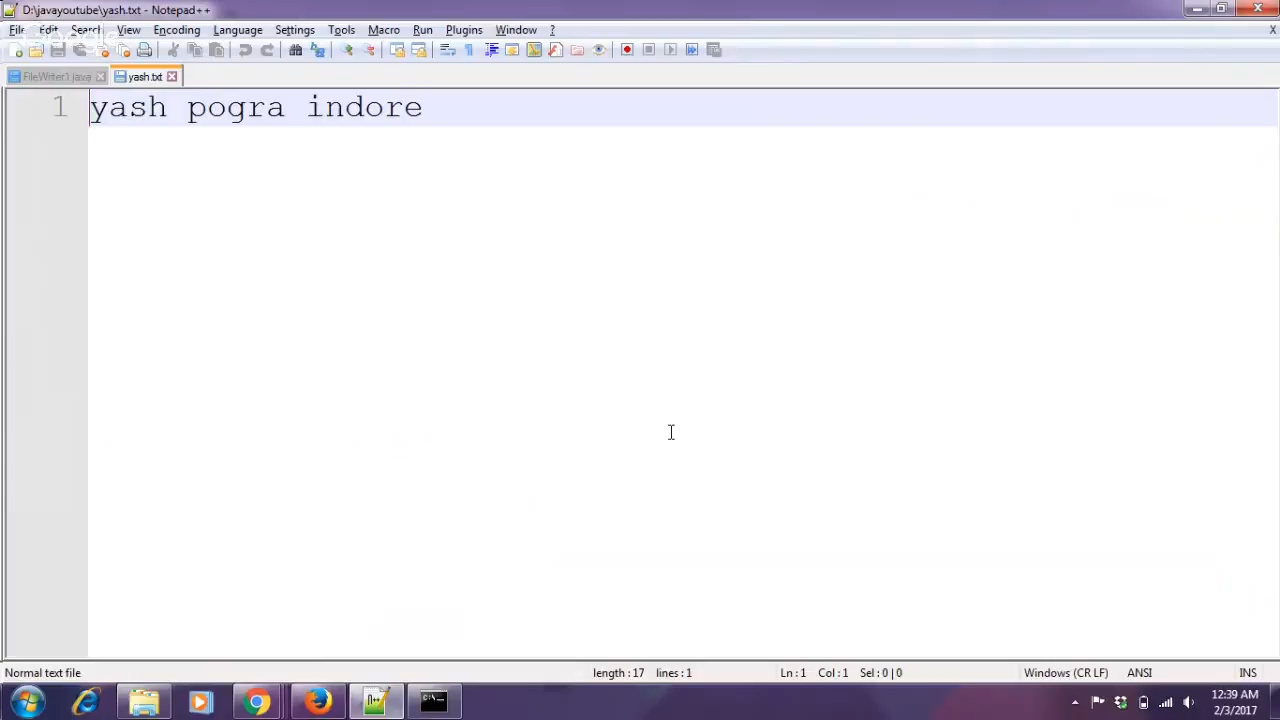 D:\javayoutube\yash.txt - Notepad++
File Edit Search View Encoding Language Settings Tools Macro Run Plugins Window ? X
FileWriter1.java yash.txt
1 yash pogra indore
Normal text file length : 17 lines : 1 Ln : 1 Col : 1 Sel : 0 | 0 Windows (CR LF) ANSI INS
12:39 AM
2/3/2017